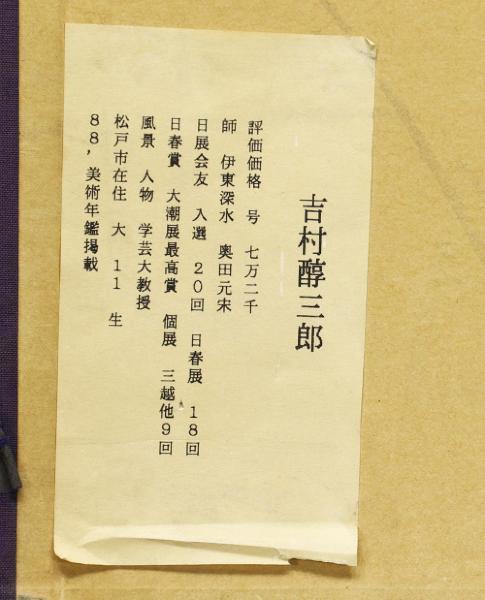 吉村醇三郎
評価価格 号 七万二千
師 伊東深水 奥田元宋
日展会友 入選 20回 日春展 18回
日春賞 大潮展最高賞 個展 三越他9回
風景 人物 学芸大教授
松戸市在住 大 11 生
88’美術年鑑掲載